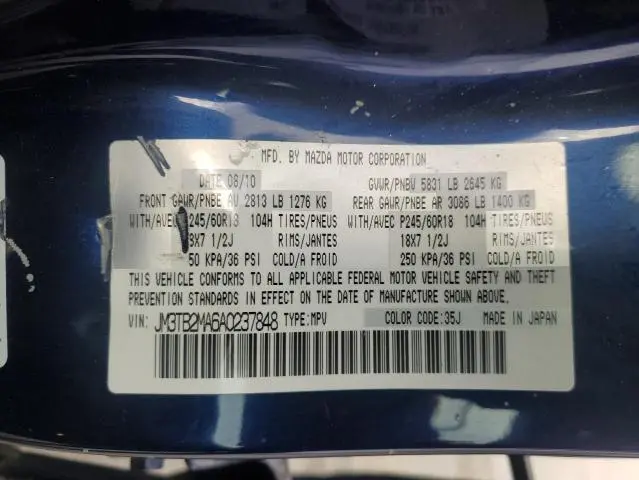 MFD. BY MAZDA MOTOR CORPORATION
DATE 08/10 GVWR/PNBV 5831 LB 2645 KG
FRONT GAWR/PNBE AV 2813 LB 1276 KG REAR GAWR/PNBE AR 3086 LB 1400 KG
WITH/AVEC P245/60R18 104H TIRES/PNEUS WITH/AVEC P245/60R18 104H TIRES/PNEUS
8X7 1/2J RIMS/JANTES 18X7 1/2J RIMS/JANTES
50 KPA/36 PSI COLD/A FROID 250 KPA/36 PSI COLD/A FROID
THIS VEHICLE CONFORMS TO ALL APPLICABLE FEDERAL MOTOR VEHICLE SAFETY AND THEFT
PREVENTION STANDARDS IN EFFECT ON THE DATE OF MANUFACTURE SHOWN ABOVE.
VIN: JM3TB2MA6A0237848 TYPE:MPV COLOR CODE:35J MADE IN JAPAN